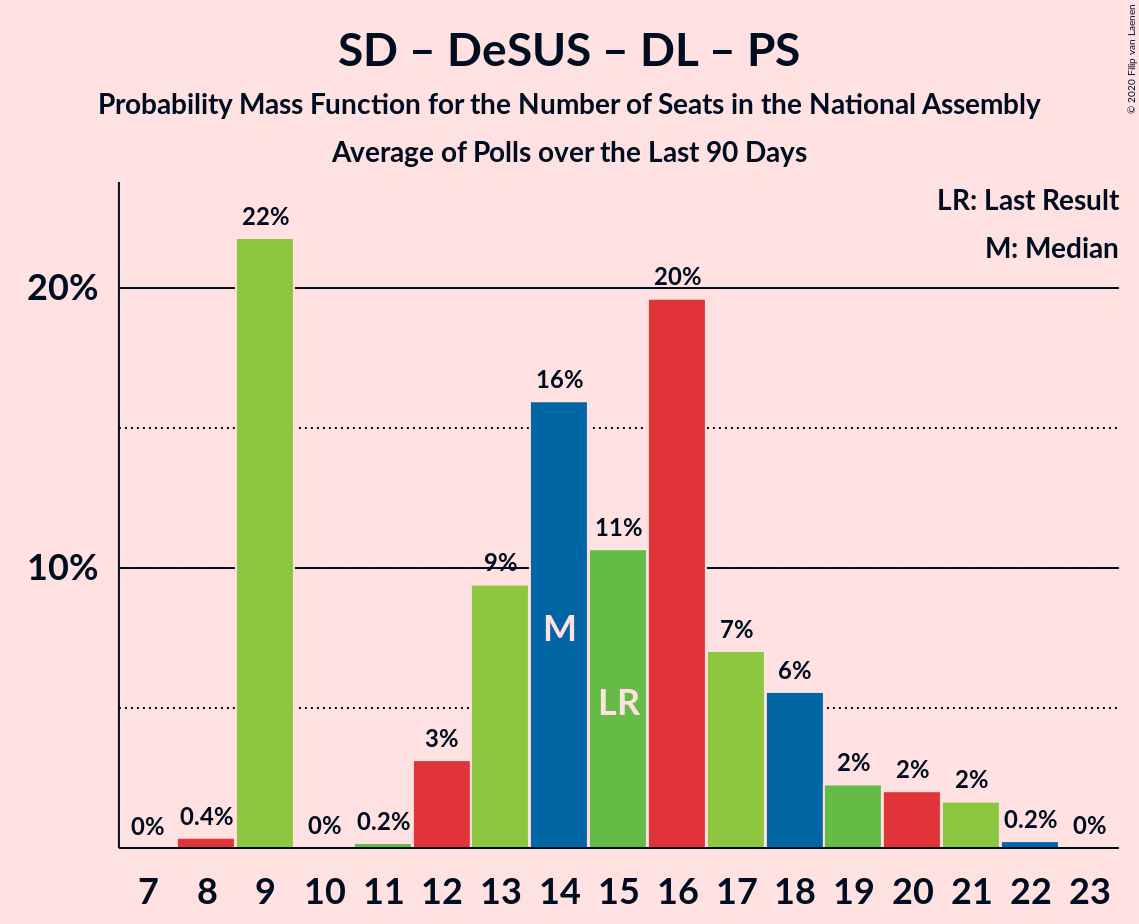 SD – DeSUS – DL – PS
Probability Mass Function for the Number of Seats in the National Assembly
Average of Polls over the Last 90 Days
© 2020 Filip van Laenen
LR: Last Result
M: Median
20%
10%
0%
0.4%
22%
0%
0.2%
3%
9%
16%
11%
20%
7%
6%
2%
2%
2%
0.2%
0%
M
LR
7 8 9 10 11 12 13 14 15 16 17 18 19 20 21 22 23